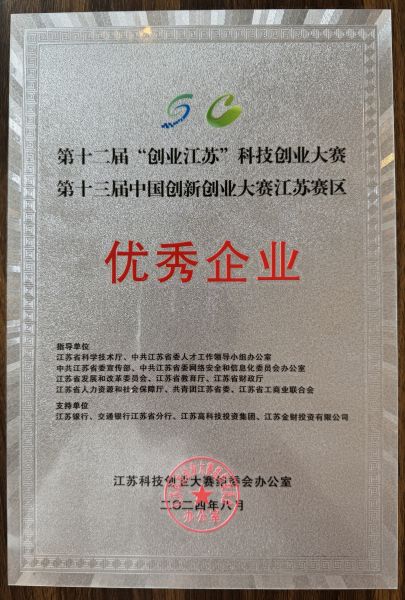 第十二届“创业江苏”科技创业大赛
第十三届中国创新创业大赛江苏赛区
优秀企业
指导单位
江苏省科学技术厅、中共江苏省委人才工作领导小组办公室
中共江苏省委宣传部、中共江苏省委网络安全和信息化委员会办公室
江苏省发展和改革委员会、江苏省教育厅、江苏省财政厅
江苏省人力资源和社会保障厅、共青团江苏省委、江苏省工商业联合会
支持单位
江苏银行、交通银行江苏省分行、江苏高科技投资集团、江苏金财投资有限公司
江苏科技创业大赛组委会办公室
二〇二四年八月
办公室